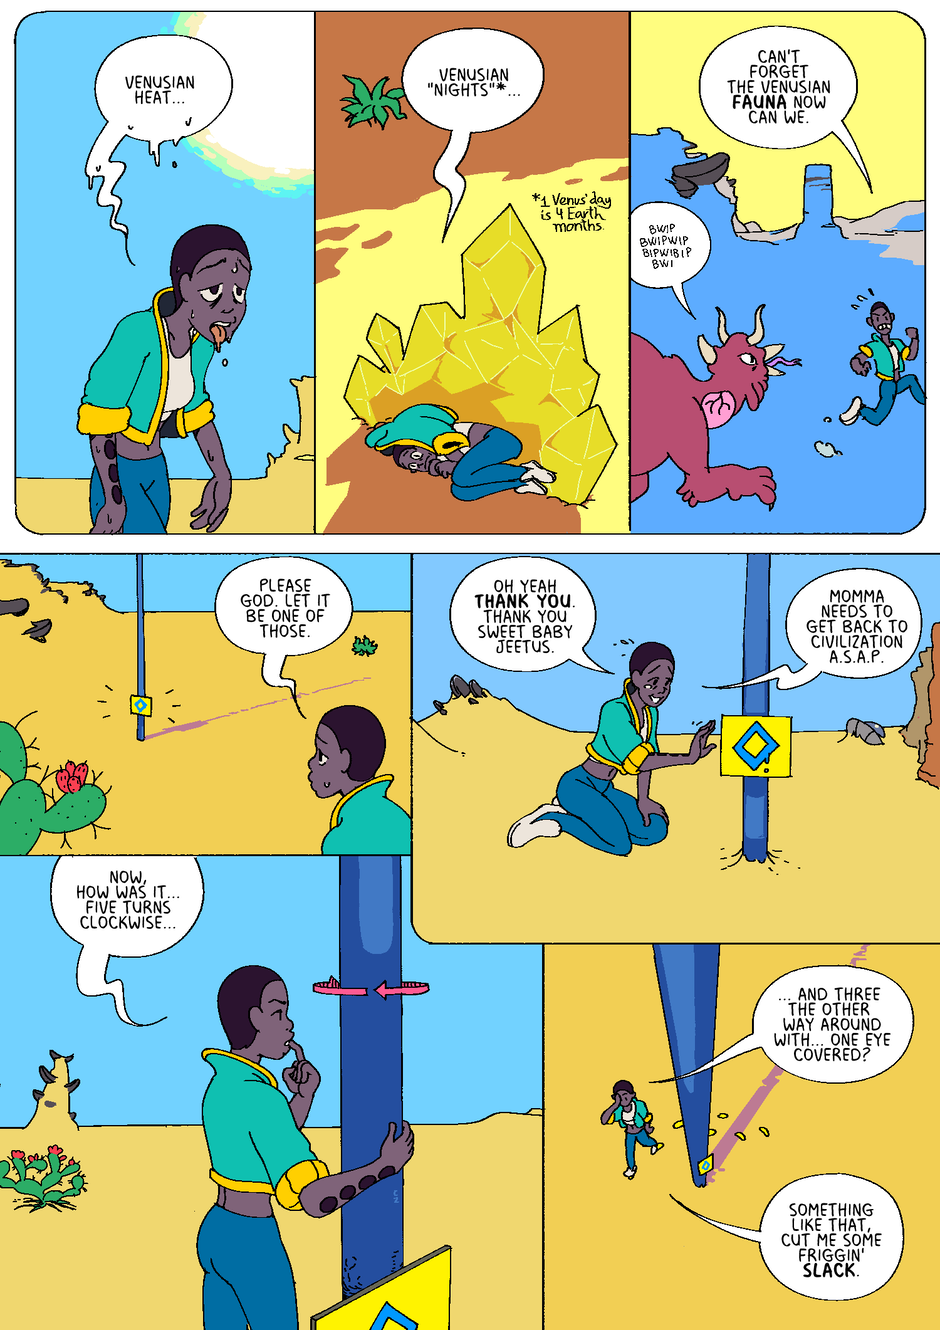 VENUSIAN
HEAT...
VENUSIAN
"NIGHTS"*...
*1 Venus' day
is 4 Earth
months.
CAN'T
FORGET
THE VENUSIAN
FAUNA NOW
CAN WE.
BWIP
BWIPWIP
BIPWIBIP
BWI
PLEASE
GOD. LET IT
BE ONE OF
THOSE.
OH YEAH
THANK YOU.
THANK YOU
SWEET BABY
JEETUS.
MOMMA
NEEDS TO
GET BACK TO
CIVILIZATION
A.S.A.P.
NOW,
HOW WAS IT...
FIVE TURNS
CLOCKWISE...
... AND THREE
THE OTHER
WAY AROUND
WITH... ONE EYE
COVERED?
SOMETHING
LIKE THAT,
CUT ME SOME
FRIGGIN'
SLACK.